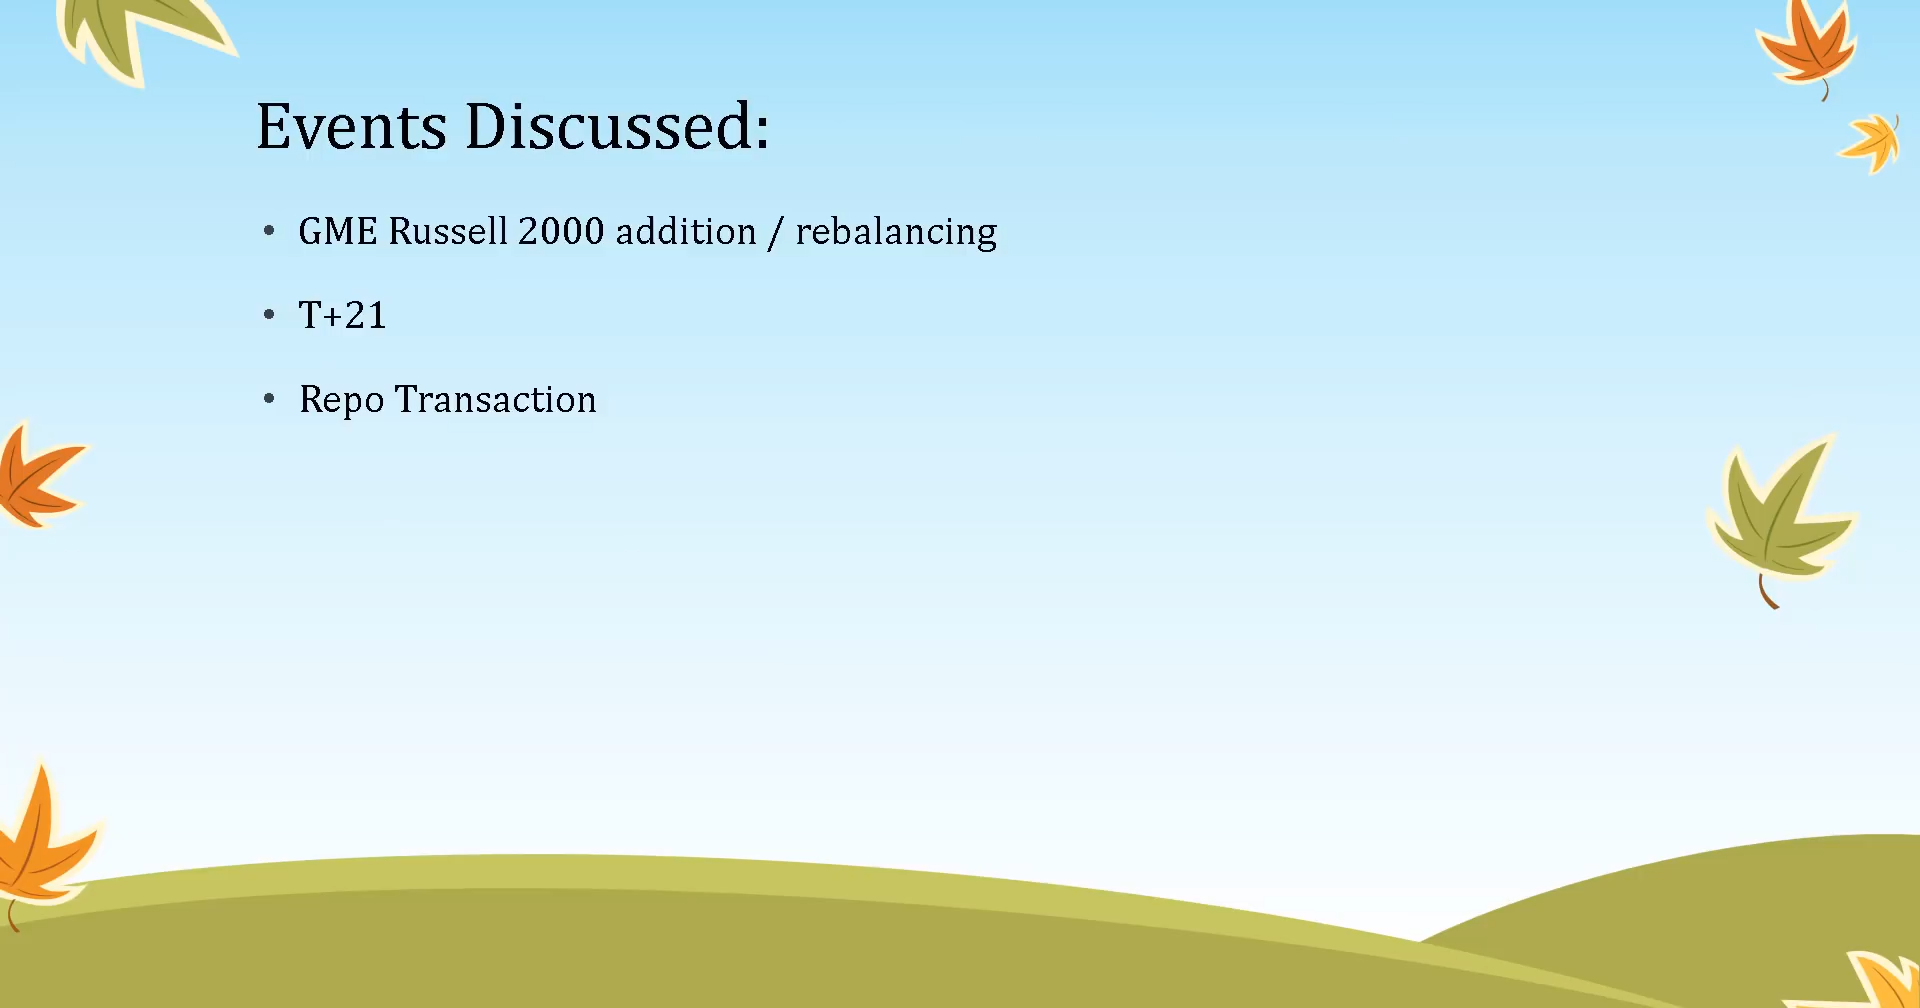 Events Discussed:
• GME Russell 2000 addition / rebalancing
• T+21
• Repo Transaction